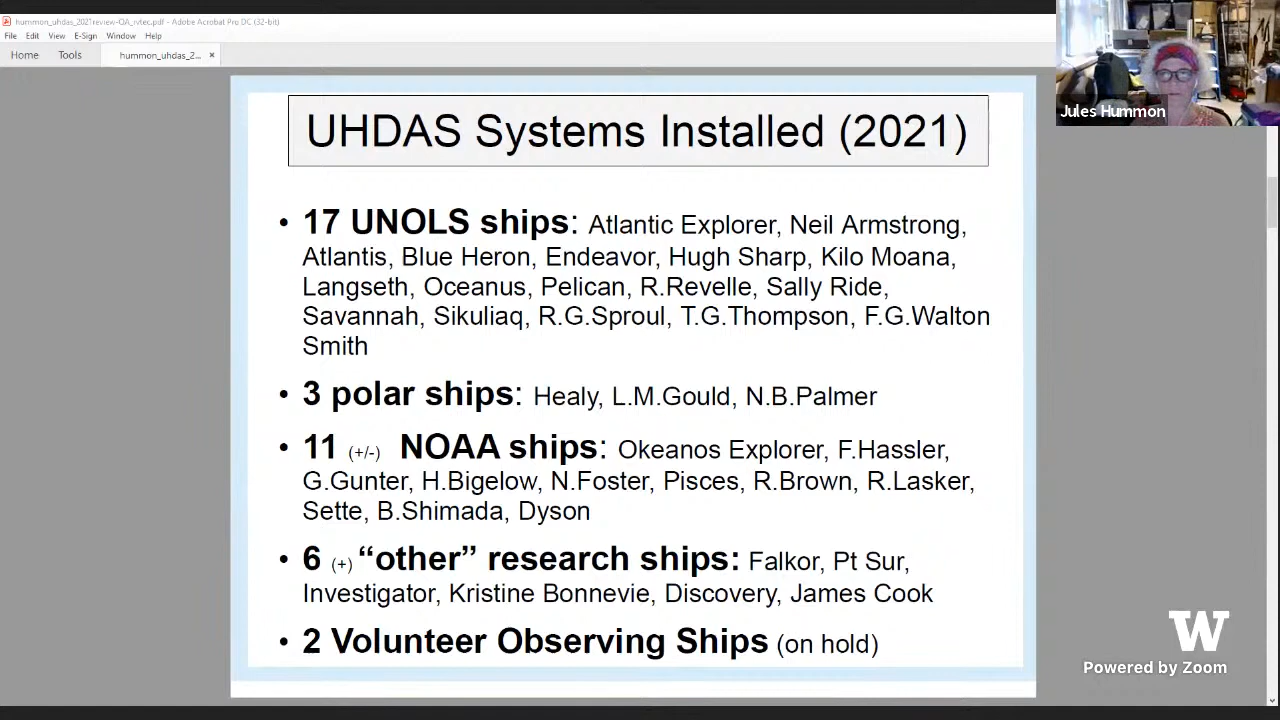 hummon_uhdas_2021review-QA_rvtec.pdf - Adobe Acrobat Pro DC (32-bit)
File Edit View E-Sign Window Help
Home Tools hummon_uhdas_2... ×
Jules Hummon
UHDAS Systems Installed (2021)
• 17 UNOLS ships: Atlantic Explorer, Neil Armstrong,
Atlantis, Blue Heron, Endeavor, Hugh Sharp, Kilo Moana,
Langseth, Oceanus, Pelican, R.Revelle, Sally Ride,
Savannah, Sikuliaq, R.G.Sproul, T.G.Thompson, F.G.Walton
Smith
• 3 polar ships: Healy, L.M.Gould, N.B.Palmer
• 11 (+/-) NOAA ships: Okeanos Explorer, F.Hassler,
G.Gunter, H.Bigelow, N.Foster, Pisces, R.Brown, R.Lasker,
Sette, B.Shimada, Dyson
• 6 (+) “other” research ships: Falkor, Pt Sur,
Investigator, Kristine Bonnevie, Discovery, James Cook
• 2 Volunteer Observing Ships (on hold)
W
Powered by Zoom